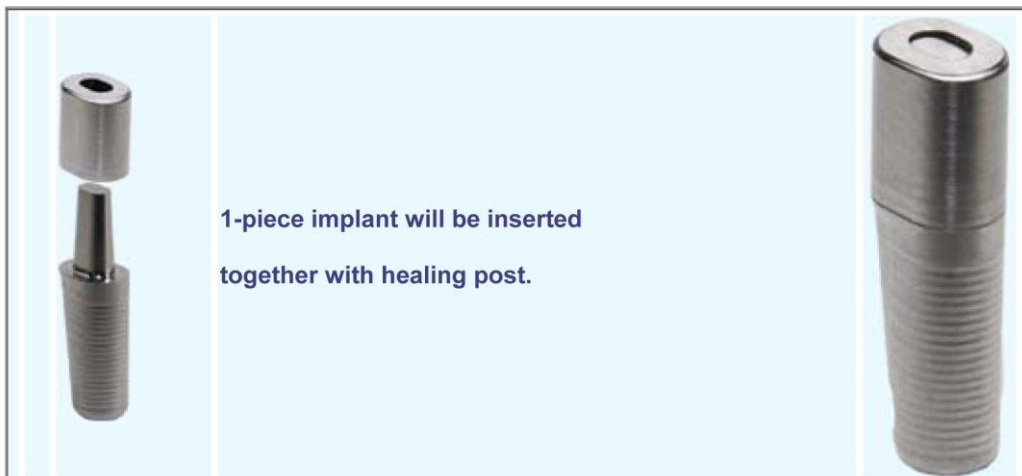 1-piece implant will be inserted
together with healing post.